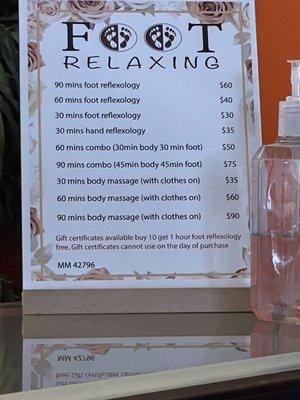 FOOT
RELAXING
90 mins foot reflexology $60
60 mins foot reflexology $40
30 mins foot reflexology $30
30 mins hand reflexology $35
60 mins combo (30min body 30 min foot) $50
90 mins combo (45min body 45min foot) $75
30 mins body massage (with clothes on) $35
60 mins body massage (with clothes on) $60
90 mins body massage (with clothes on) $90
Gift certificates available buy 10 get 1 hour foot reflexology
free. Gift certificates cannot use on the day of purchase
MM 42796